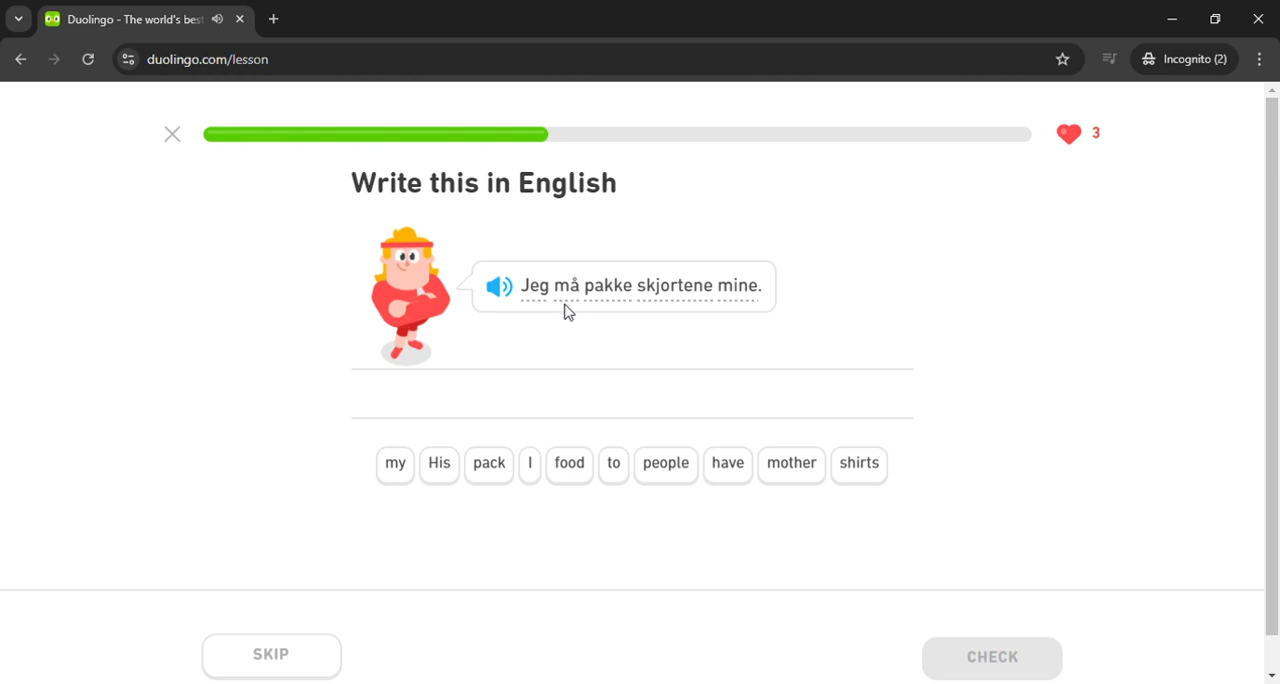 Duolingo - The world's best
duolingo.com/lesson
Incognito (2)
3
Write this in English
Jeg må pakke skjortene mine.
my His pack I food to people have mother shirts
SKIP
CHECK